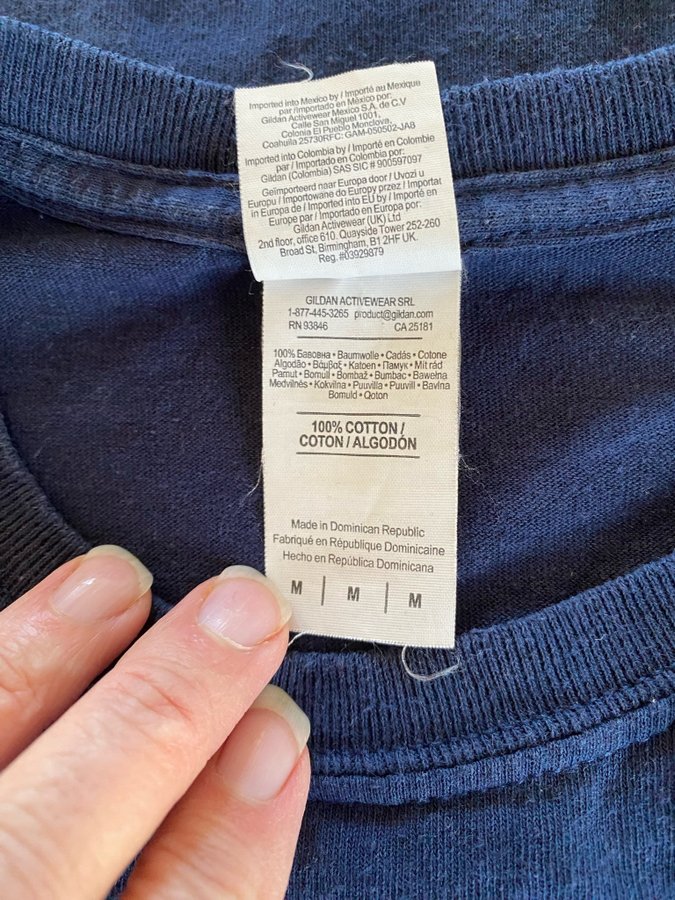 Imported into Mexico by / Importé au Mexique
par /Importado en México por:
Gildan Activewear Mexico S.A. de C.V
Calle San Miguel 1001,
Colonia El Pueblo Monclova,
Coahuila 25730RFC: GAM-050502-JA8
Imported into Colombia by / Importé en Colombie
par / Importado en Colombia por:
Gildan (Colombia) SAS SIC # 900597097
Geïmporteerd naar Europa door / Uvozi u
Europu / Importowane do Europy przez / Importat
in Europa de / Imported into EU by / Importé en
Europe par / Importado en Europa por:
Gildan Activewear (UK) Ltd
2nd floor, office 610. Quayside Tower 252-260
Broad St, Birmingham, B1 2HF UK.
Reg. #03929879
GILDAN ACTIVEWEAR SRL
1-877-445-3265 product@gildan.com
RN 93846 CA 25181
100% Бавовна • Baumwolle • Cadás • Cotone
Algodão • Βάμβαξ • Katoen • Памук • Mit rád
Pamut • Bomull • Bombaž • Bumbac • Bawełna
Medvilnės • Kokvilna • Puuvilla • Puuvill • Bavlna
Bomuld • Qoton
100% COTTON /
COTON / ALGODÓN
Made in Dominican Republic
Fabriqué en République Dominicaine
Hecho en República Dominicana
M | M | M